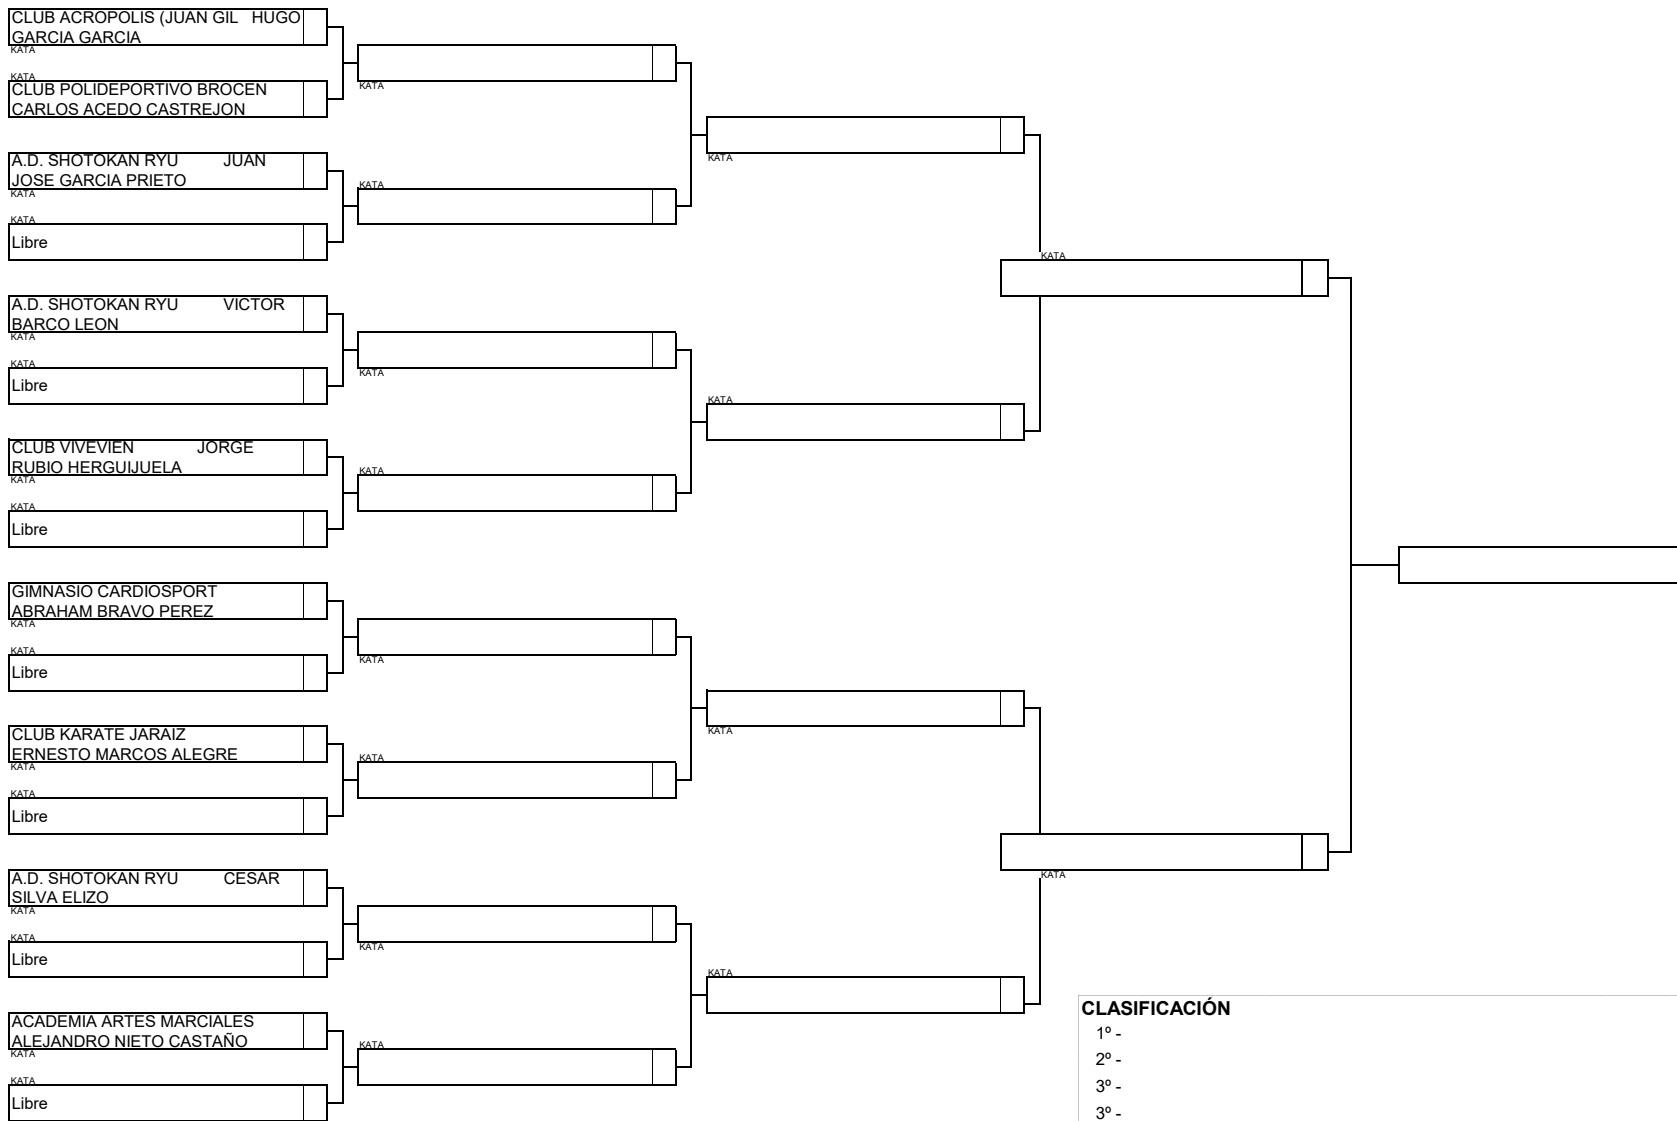 CLUB ACROPOLIS (JUAN GIL HUGO
GARCIA GARCIA
KATA
KATA
CLUB POLIDEPORTIVO BROCEN
CARLOS ACEDO CASTREJON
A.D. SHOTOKAN RYU JUAN
JOSE GARCIA PRIETO
KATA
KATA
Libre
A.D. SHOTOKAN RYU VICTOR
BARCO LEON
KATA
KATA
Libre
CLUB VIVEVIEN JORGE
RUBIO HERGUIJUELA
KATA
KATA
Libre
GIMNASIO CARDIOSPORT
ABRAHAM BRAVO PEREZ
KATA
KATA
Libre
CLUB KARATE JARAIZ
ERNESTO MARCOS ALEGRE
KATA
KATA
Libre
A.D. SHOTOKAN RYU CESAR
SILVA ELIZO
KATA
KATA
Libre
ACADEMIA ARTES MARCIALES
ALEJANDRO NIETO CASTAÑO
KATA
KATA
Libre
KATA
KATA
KATA
KATA
KATA
KATA
KATA
KATA
KATA
KATA
KATA
KATA
KATA
KATA
CLASIFICACIÓN
1º -
2º -
3º -
3º -